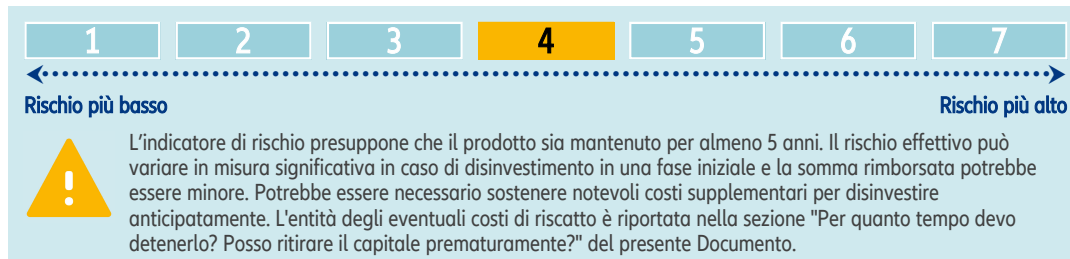 1 2 3 4 5 6 7
Rischio più basso Rischio più alto
L’indicatore di rischio presuppone che il prodotto sia mantenuto per almeno 5 anni. Il rischio effettivo può
variare in misura significativa in caso di disinvestimento in una fase iniziale e la somma rimborsata potrebbe
essere minore. Potrebbe essere necessario sostenere notevoli costi supplementari per disinvestire
anticipatamente. L'entità degli eventuali costi di riscatto è riportata nella sezione "Per quanto tempo devo
detenerlo? Posso ritirare il capitale prematuramente?" del presente Documento.